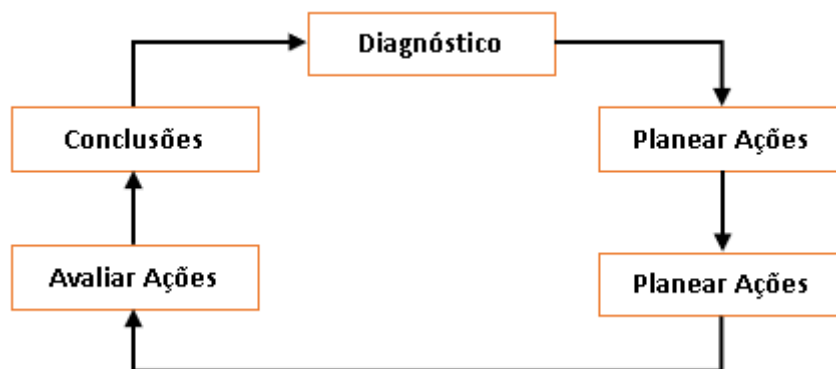 Diagnóstico
Planear Ações
Planear Ações
Avaliar Ações
Conclusões